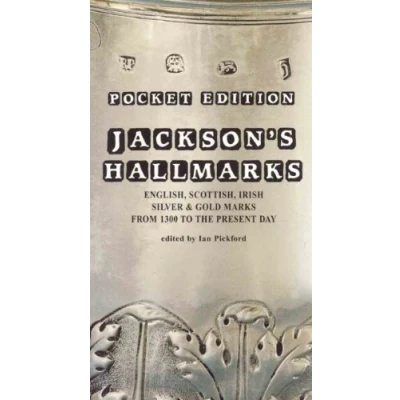 POCKET EDITION
JACKSON'S
HALLMARKS
ENGLISH, SCOTTISH, IRISH
SILVER & GOLD MARKS
FROM 1300 TO THE PRESENT DAY
edited by Ian Pickford